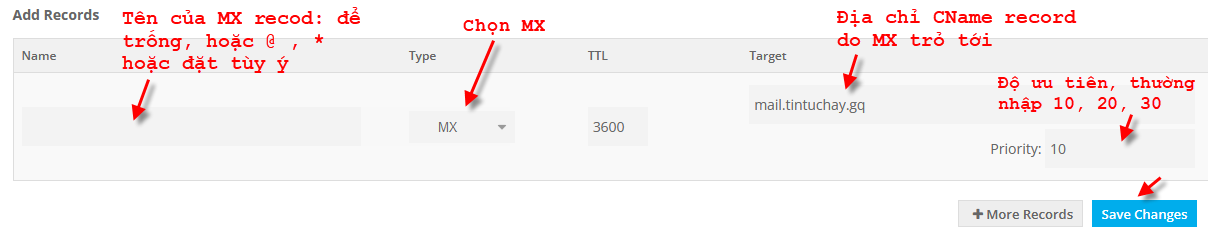 Add Records
Tên của MX recod: để
trống, hoặc @ , *
hoặc đặt tùy ý
Chọn MX
Địa chỉ CName record
do MX trỏ tới
Name
Type
TTL
Target
Độ ưu tiên, thường
nhập 10, 20, 30
MX
3600
mail.tintuchay.gq
Priority: 10
+ More Records
Save Changes